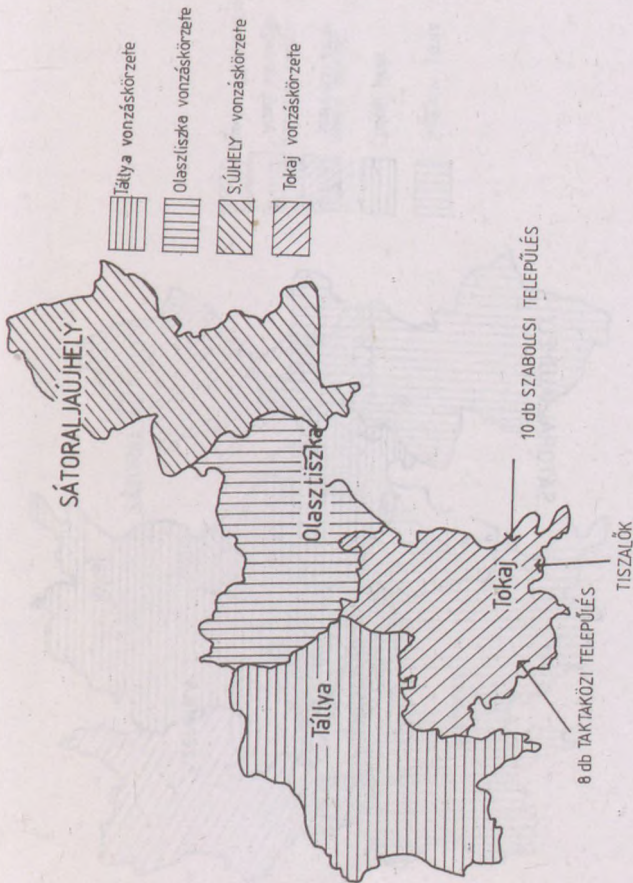 SÁTORALJAÚJHELY
Olaszliszka
Tállya
Tokaj
Tállya vonzáskörzete
Olaszliszka vonzáskörzete
S.ÚJHELY vonzáskörzete
Tokaj vonzáskörzete
8 db TAKTAKÖZI TELEPÜLÉS
TISZALŐK
10 db SZABOLCSI TELEPÜLÉS